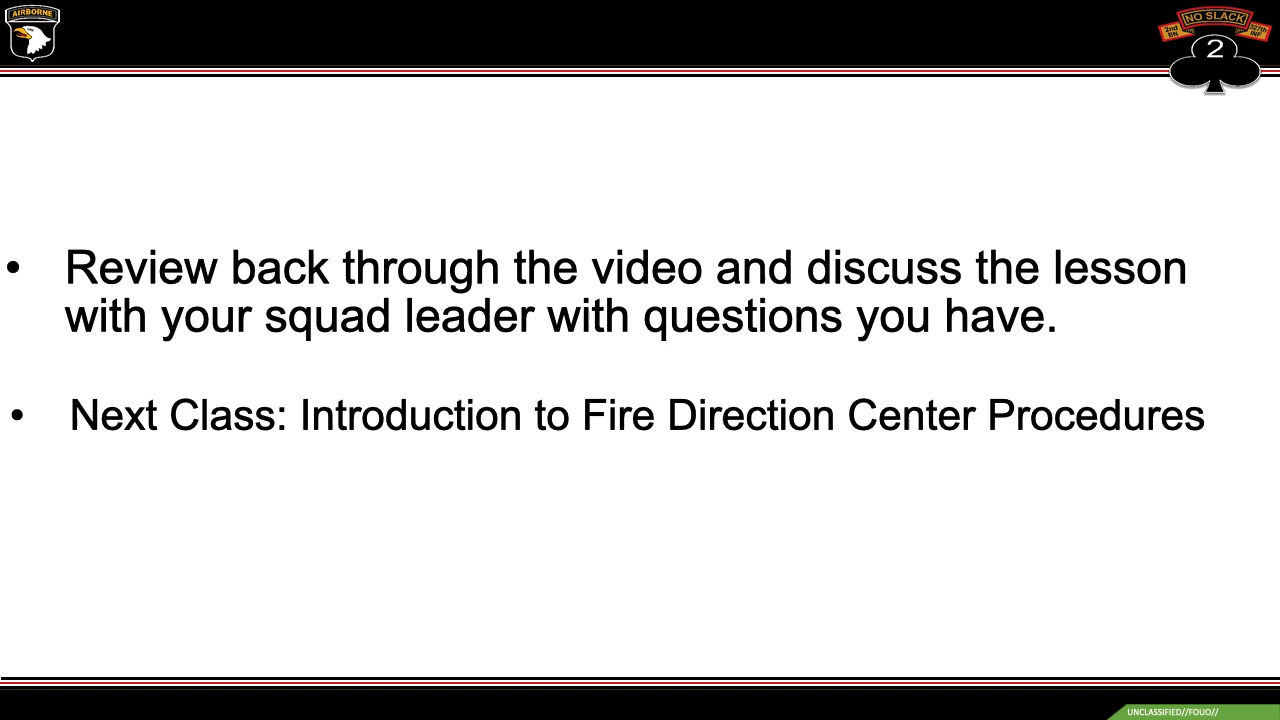 AIRBORNE
NO SLACK
2nd BN
327th INF
2
• Review back through the video and discuss the lesson
with your squad leader with questions you have.
• Next Class: Introduction to Fire Direction Center Procedures
UNCLASSIFIED//FOUO//